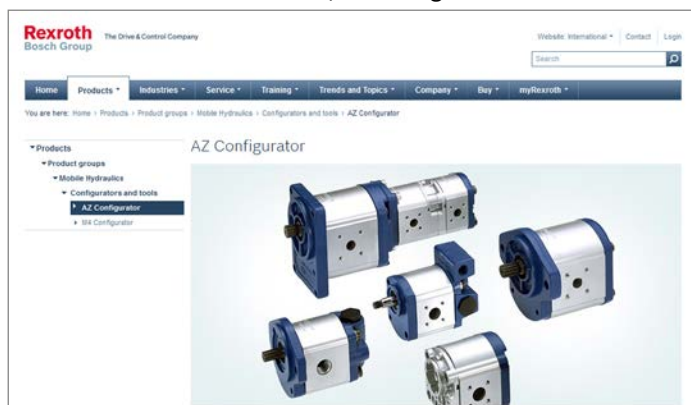 Rexroth
Bosch Group
The Drive & Control Company
Website: International
Contact
Login
Search
Home
Products
Industries
Service
Training
Trends and Topics
Company
Buy
myRexroth
You are here: Home › Products › Product groups › Mobile Hydraulics › Configurators and tools › AZ Configurator
Products
Product groups
Mobile Hydraulics
Configurators and tools
AZ Configurator
M4 Configurator
AZ Configurator